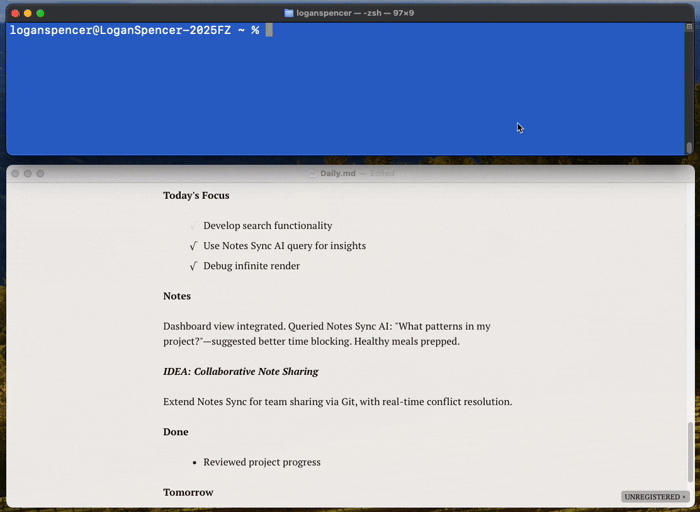 loganspencer — -zsh — 97×9
loganspencer@LoganSpencer-2025FZ ~ %
Daily.md — Edited
Today's Focus
√ Develop search functionality
√ Use Notes Sync AI query for insights
√ Debug infinite render
Notes
Dashboard view integrated. Queried Notes Sync AI: "What patterns in my
project?"—suggested better time blocking. Healthy meals prepped.
IDEA: Collaborative Note Sharing
Extend Notes Sync for team sharing via Git, with real-time conflict resolution.
Done
• Reviewed project progress
Tomorrow
UNREGISTERED